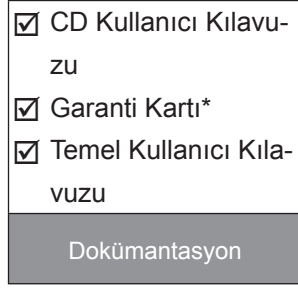 ☑ CD Kullanıcı Kılavu-
zu
☑ Garanti Kartı*
☑ Temel Kullanıcı Kıla-
vuzu
Dokümantasyon